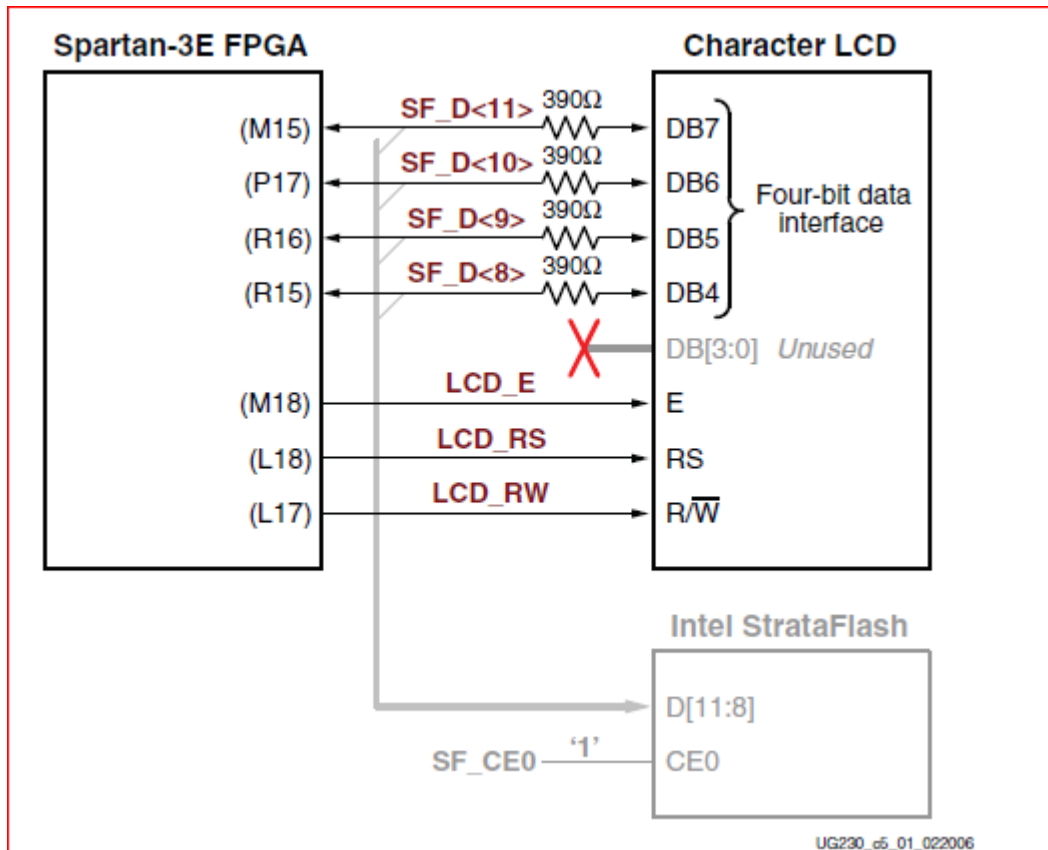 Spartan-3E FPGA Character LCD
(M15) SF_D<11> 390Ω DB7
(P17) SF_D<10> 390Ω DB6
(R16) SF_D<9> 390Ω DB5
(R15) SF_D<8> 390Ω DB4
Four-bit data
interface
DB[3:0] Unused
(M18) LCD_E E
(L18) LCD_RS RS
(L17) LCD_RW R/W̅
Intel StrataFlash
D[11:8]
SF_CE0 ‘1’ CE0
UG230_c5_01_022006